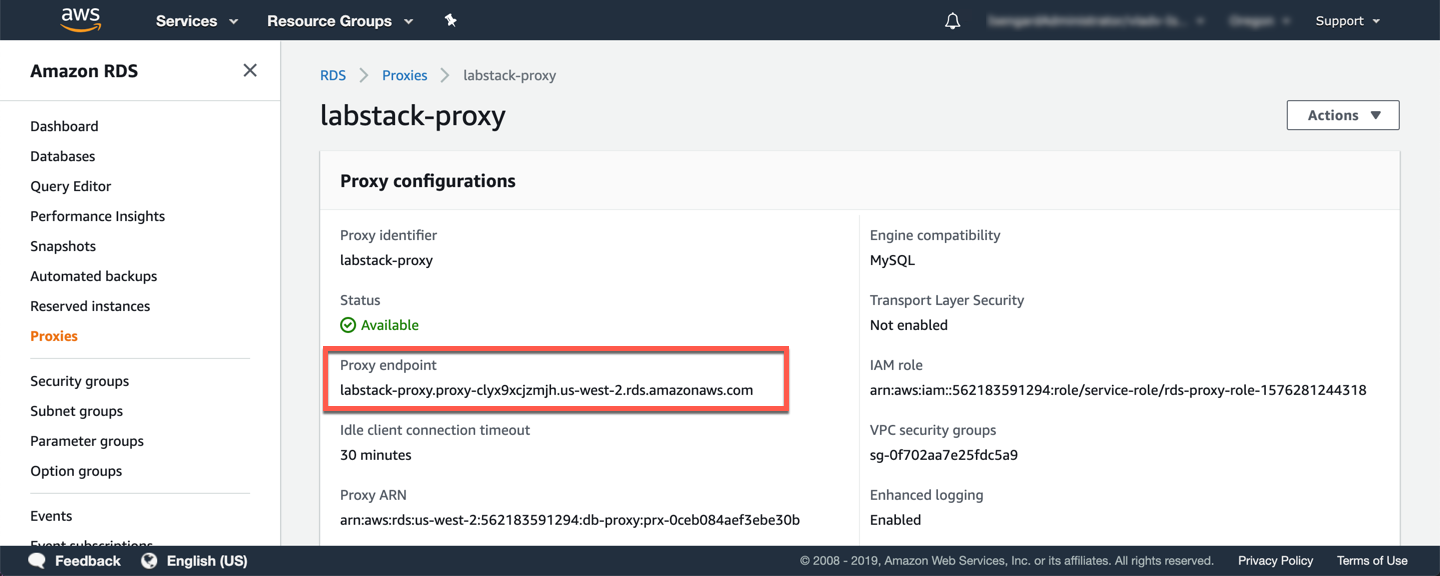 aws Services Resource Groups Support
Amazon RDS
Dashboard
Databases
Query Editor
Performance Insights
Snapshots
Automated backups
Reserved instances
Proxies
Security groups
Subnet groups
Parameter groups
Option groups
Events
Event subscriptions
RDS Proxies labstack-proxy
labstack-proxy
Actions
Proxy configurations
Proxy identifier
labstack-proxy
Status
Available
Proxy endpoint
labstack-proxy.proxy-clyx9xcjzmjh.us-west-2.rds.amazonaws.com
Idle client connection timeout
30 minutes
Proxy ARN
arn:aws:rds:us-west-2:562183591294:db-proxy:prx-0ceb084aef3ebe30b
Engine compatibility
MySQL
Transport Layer Security
Not enabled
IAM role
arn:aws:iam::562183591294:role/service-role/rds-proxy-role-1576281244318
VPC security groups
sg-0f702aa7e25fdc5a9
Enhanced logging
Enabled
Feedback English (US) © 2008 - 2019, Amazon Web Services, Inc. or its affiliates. All rights reserved. Privacy Policy Terms of Use